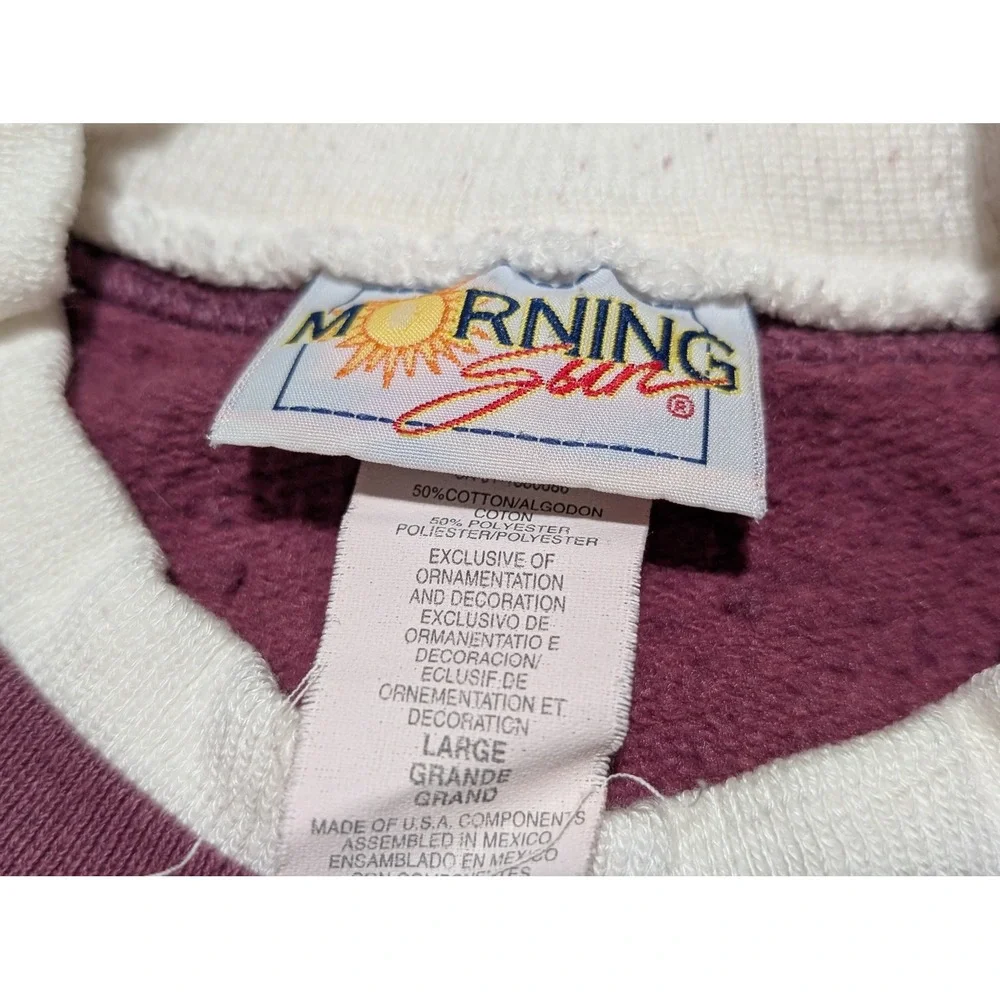 MORNING
Sun ®
50%COTTON/ALGODON
COTON
50% POLYESTER
POLIESTER/POLYESTER
EXCLUSIVE OF
ORNAMENTATION
AND DECORATION
EXCLUSIVO DE
ORMANENTATIO E
DECORACION/
ECLUSIF.DE
ORNEMENTATION ET
DECORATION
LARGE
GRANDE
GRAND
MADE OF U.S.A. COMPONENTS
ASSEMBLED IN MEXICO
ENSAMBLADO EN MEXICO